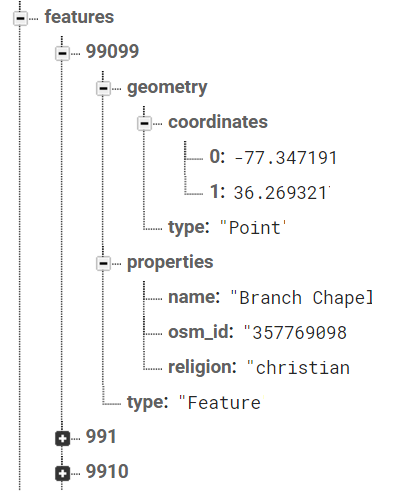 features
99099
geometry
coordinates
0: -77.347191
1: 36.269321
type: "Point'
properties
name: "Branch Chapel
osm_id: "357769098
religion: "christian
type: "Feature
991
9910